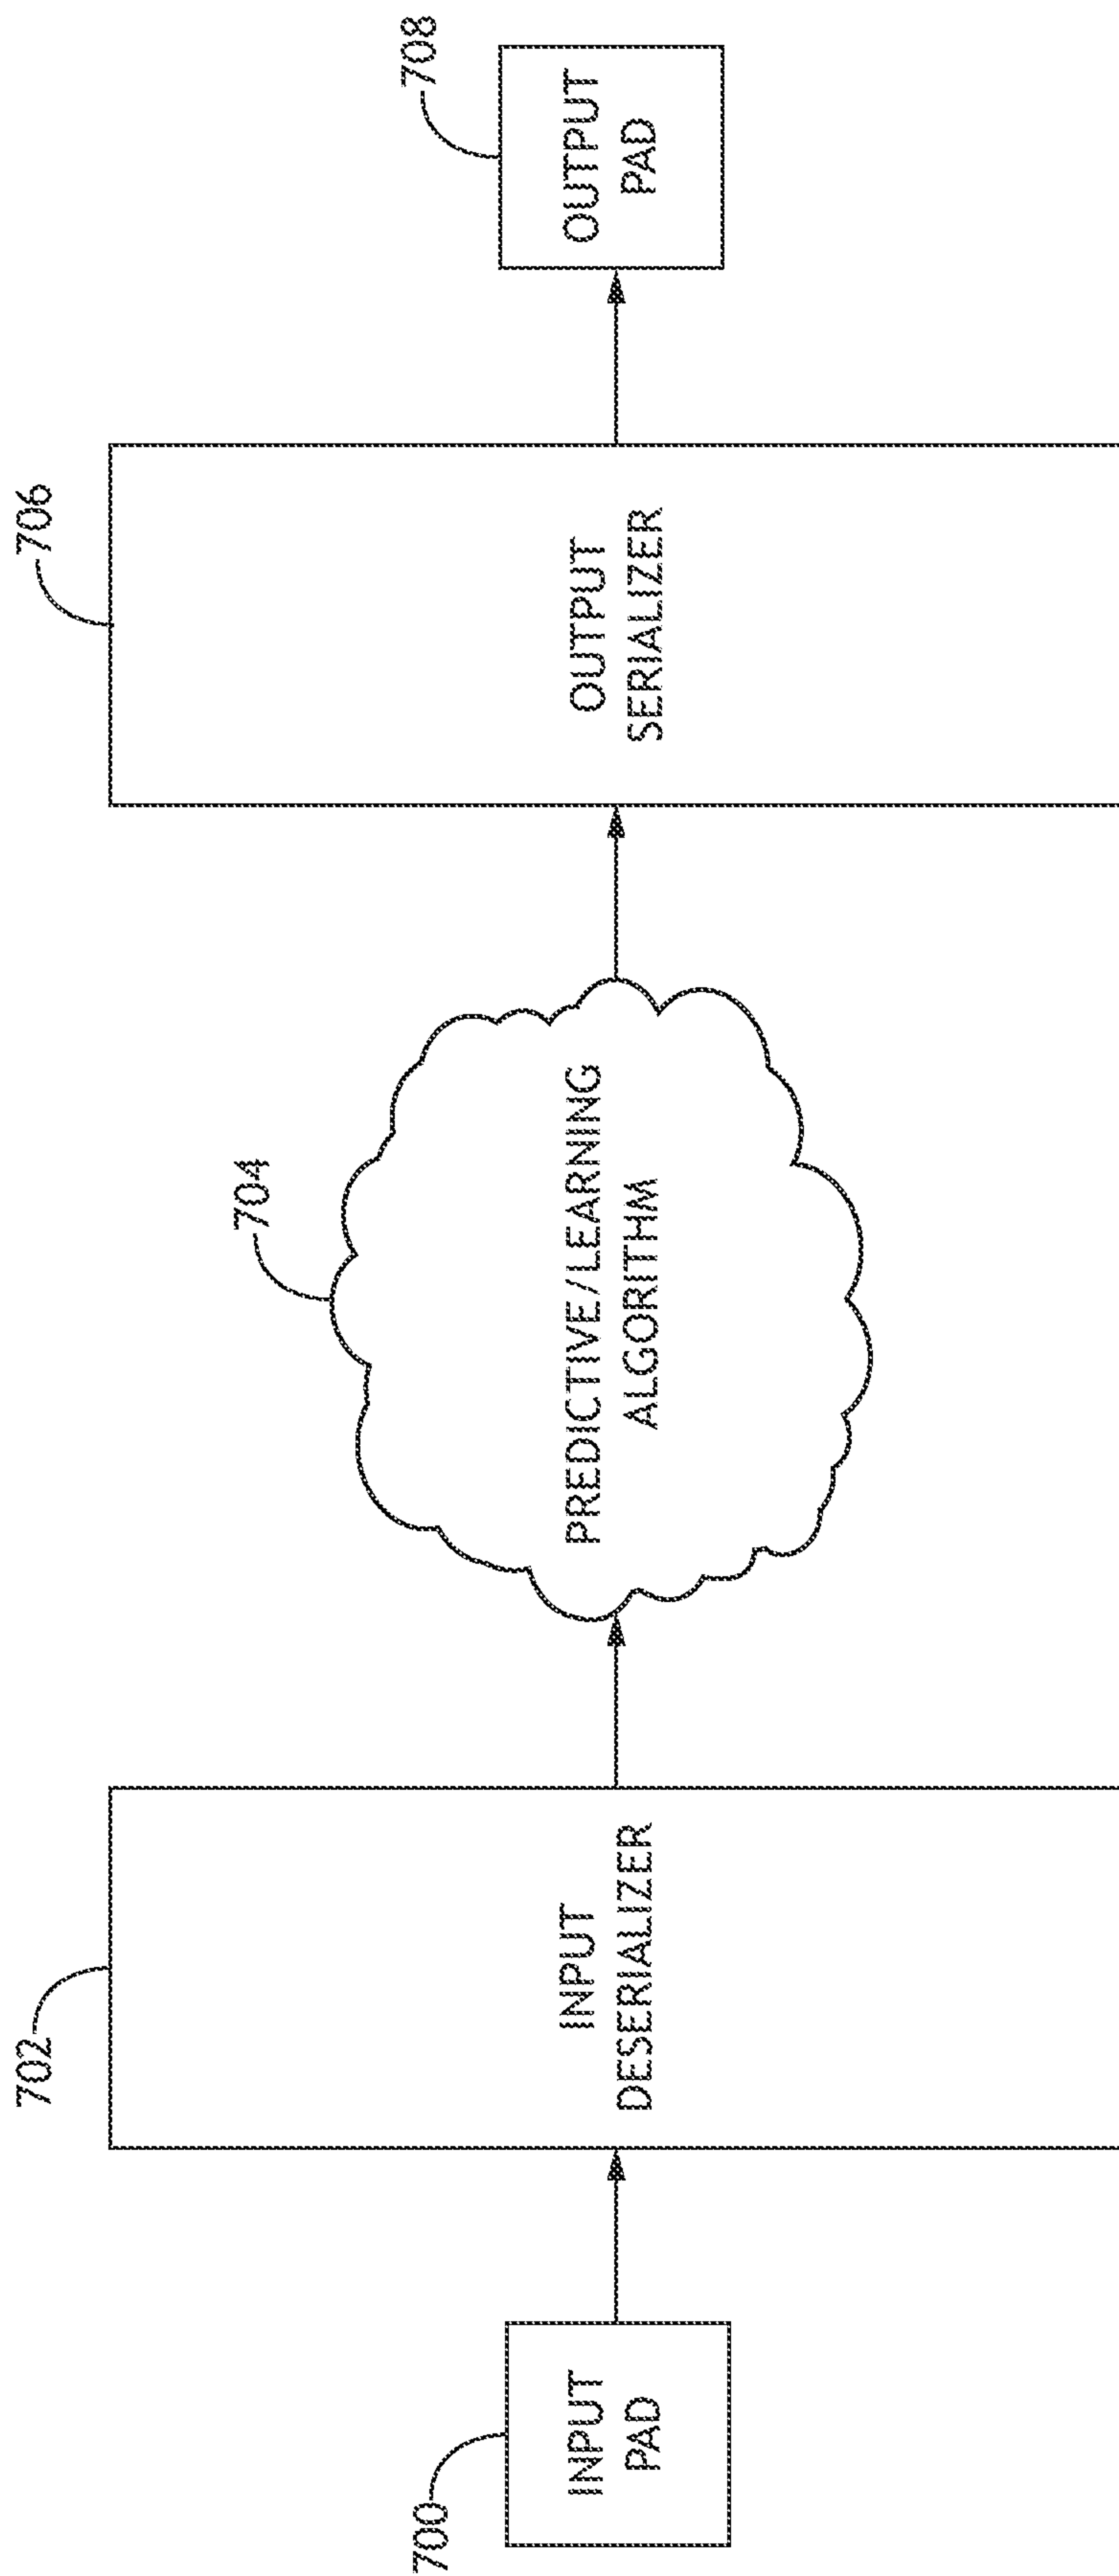 700
INPUT
PAD
702
INPUT
DESERIALIZER
704
PREDICTIVE/LEARNING
ALGORITHM
706
OUTPUT
SERIALIZER
708
OUTPUT
PAD